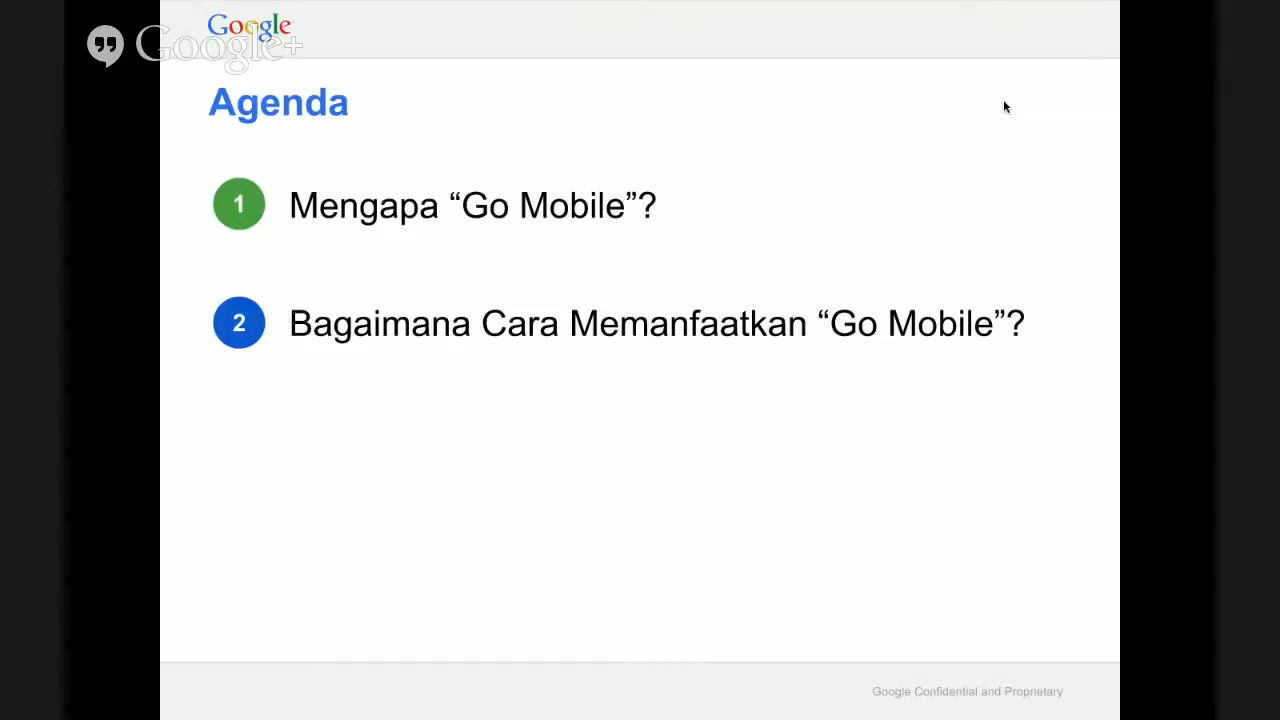 Google
Google+
Agenda
1 Mengapa “Go Mobile”?
2 Bagaimana Cara Memanfaatkan “Go Mobile”?
Google Confidential and Proprietary